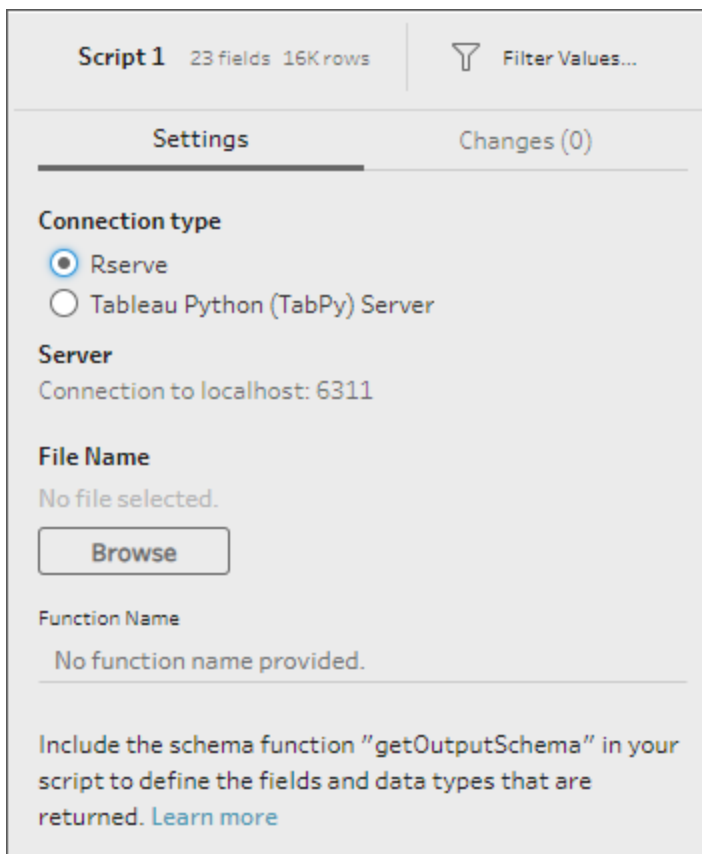 Script 1 23 fields 16K rows Filter Values...
Settings Changes (0)
Connection type
Rserve
Tableau Python (TabPy) Server
Server
Connection to localhost: 6311
File Name
No file selected.
Browse
Function Name
No function name provided.
Include the schema function "getOutputSchema" in your
script to define the fields and data types that are
returned. Learn more